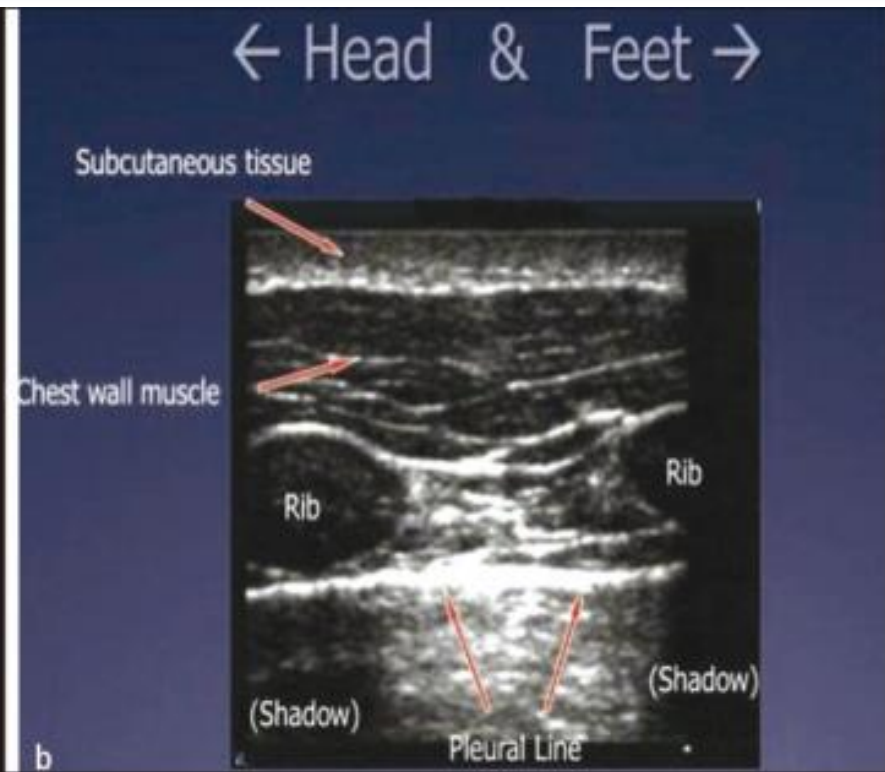 ← Head & Feet →
Subcutaneous tissue
Chest wall muscle
Rib
Rib
(Shadow)
(Shadow)
Pleural Line
b